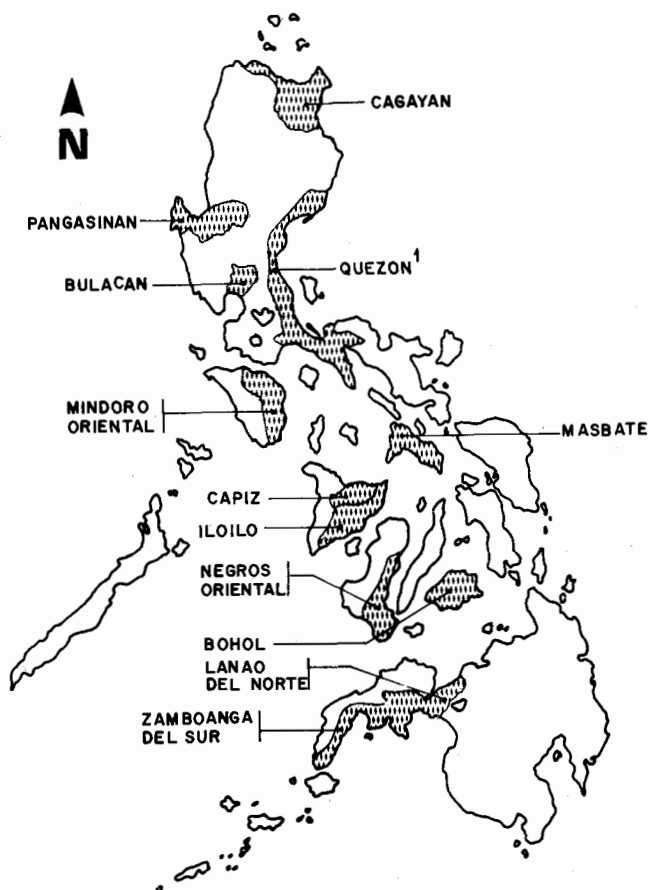 CAGAYAN
N
PANGASINAN
QUEZON¹
BULACAN
MINDORO
ORIENTAL
MASBATE
CAPIZ
ILOILO
NEGROS
ORIENTAL
BOHOL
LANAO
DEL NORTE
ZAMBOANGA
DEL SUR